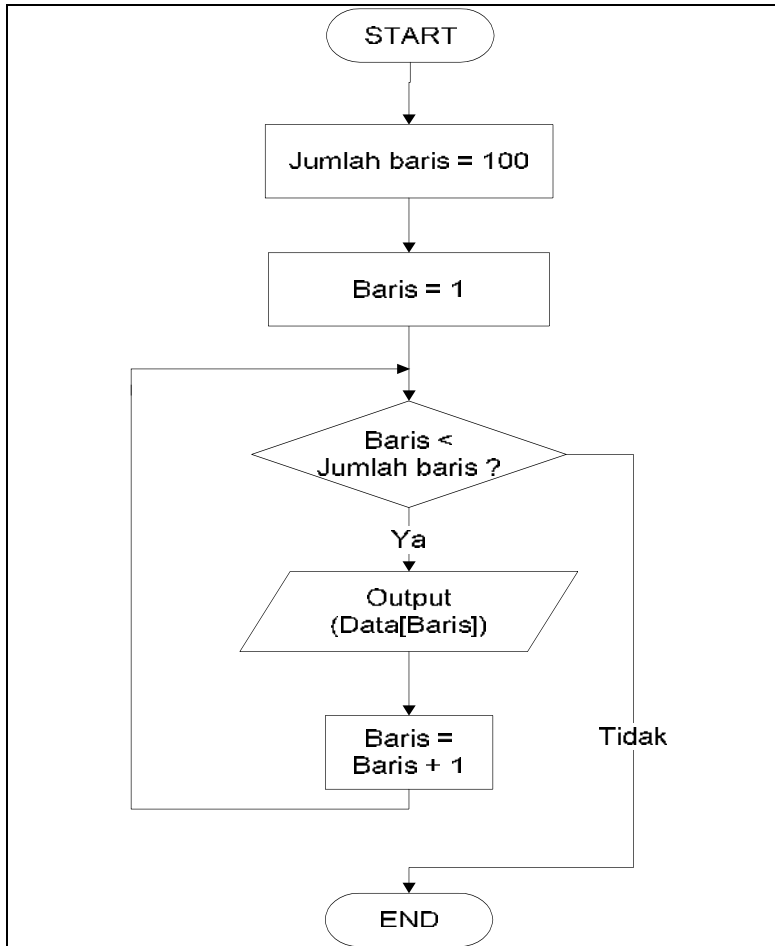 START
Jumlah baris = 100
Baris = 1
Baris <
Jumlah baris ?
Ya
Output
(Data[Baris])
Baris =
Baris + 1
Tidak
END